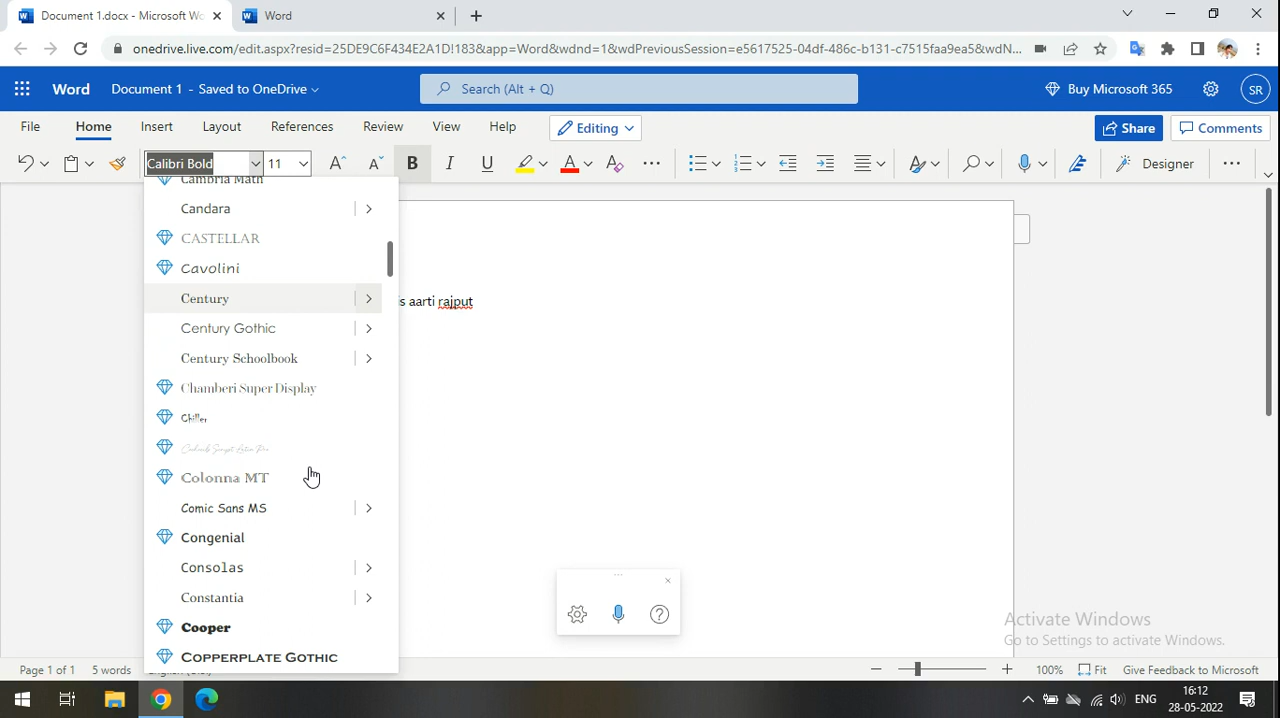 Document 1.docx - Microsoft Wo
Word
onedrive.live.com/edit.aspx?resid=25DE9C6F434E2A1D!183&app=Word&wdnd=1&wdPreviousSession=e5617525-04df-486c-b131-c7515faa9ea5&wdN...
Word Document 1 - Saved to OneDrive
Search (Alt + Q)
Buy Microsoft 365
SR
File Home Insert Layout References Review View Help Editing Share Comments
Calibri Bold 11 A A B I U A A Designer
Cambria Math
Candara
CASTELLAR
Cavolini
Century
s aarti rajput
Century Gothic
Century Schoolbook
Chamberi Super Display
Chiller
Colonna MT
Comic Sans MS
Congenial
Consolas
Constantia
Cooper
COPPERPLATE GOTHIC
Activate Windows
Go to Settings to activate Windows.
Page 1 of 1 5 words 100% Fit Give Feedback to Microsoft
ENG 16:12
28-05-2022